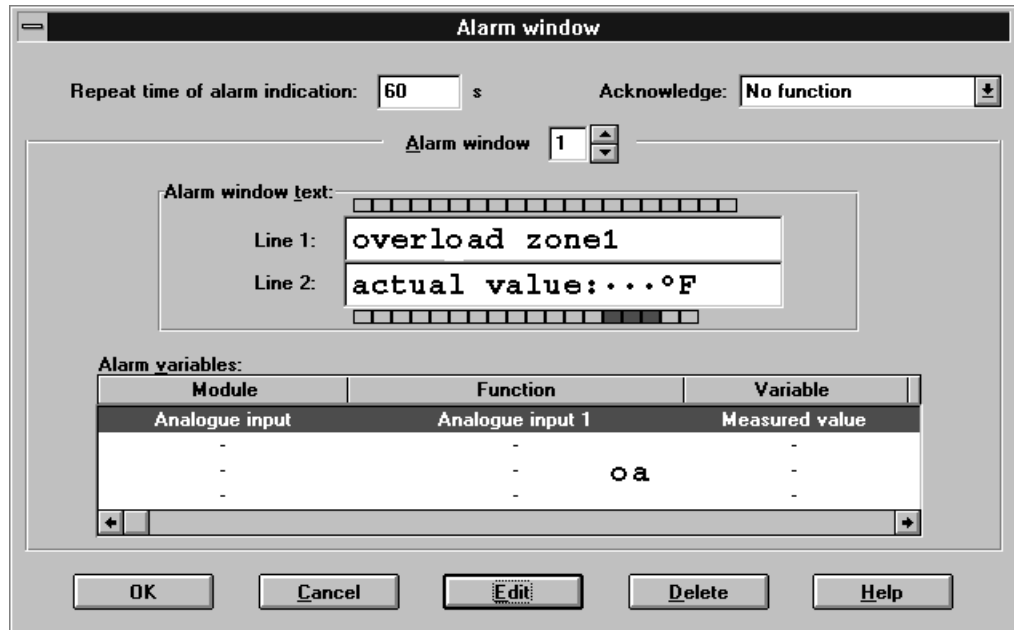 Alarm window
Repeat time of alarm indication: 60 s Acknowledge: No function
Alarm window 1
Alarm window text:
Line 1: overload zone1
Line 2: actual value:···°F
Alarm variables:
Module Function Variable
Analogue input Analogue input 1 Measured value
- - -
- - oa -
- - -
OK Cancel Edit Delete Help